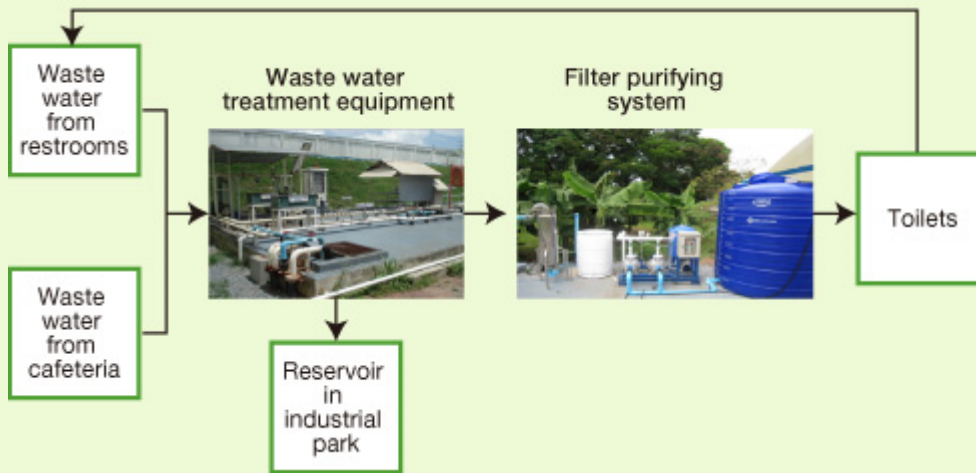 Waste
water
from
restrooms
Waste water
treatment equipment
Filter purifying
system
Toilets
Waste
water
from
cafeteria
Reservoir
in
industrial
park